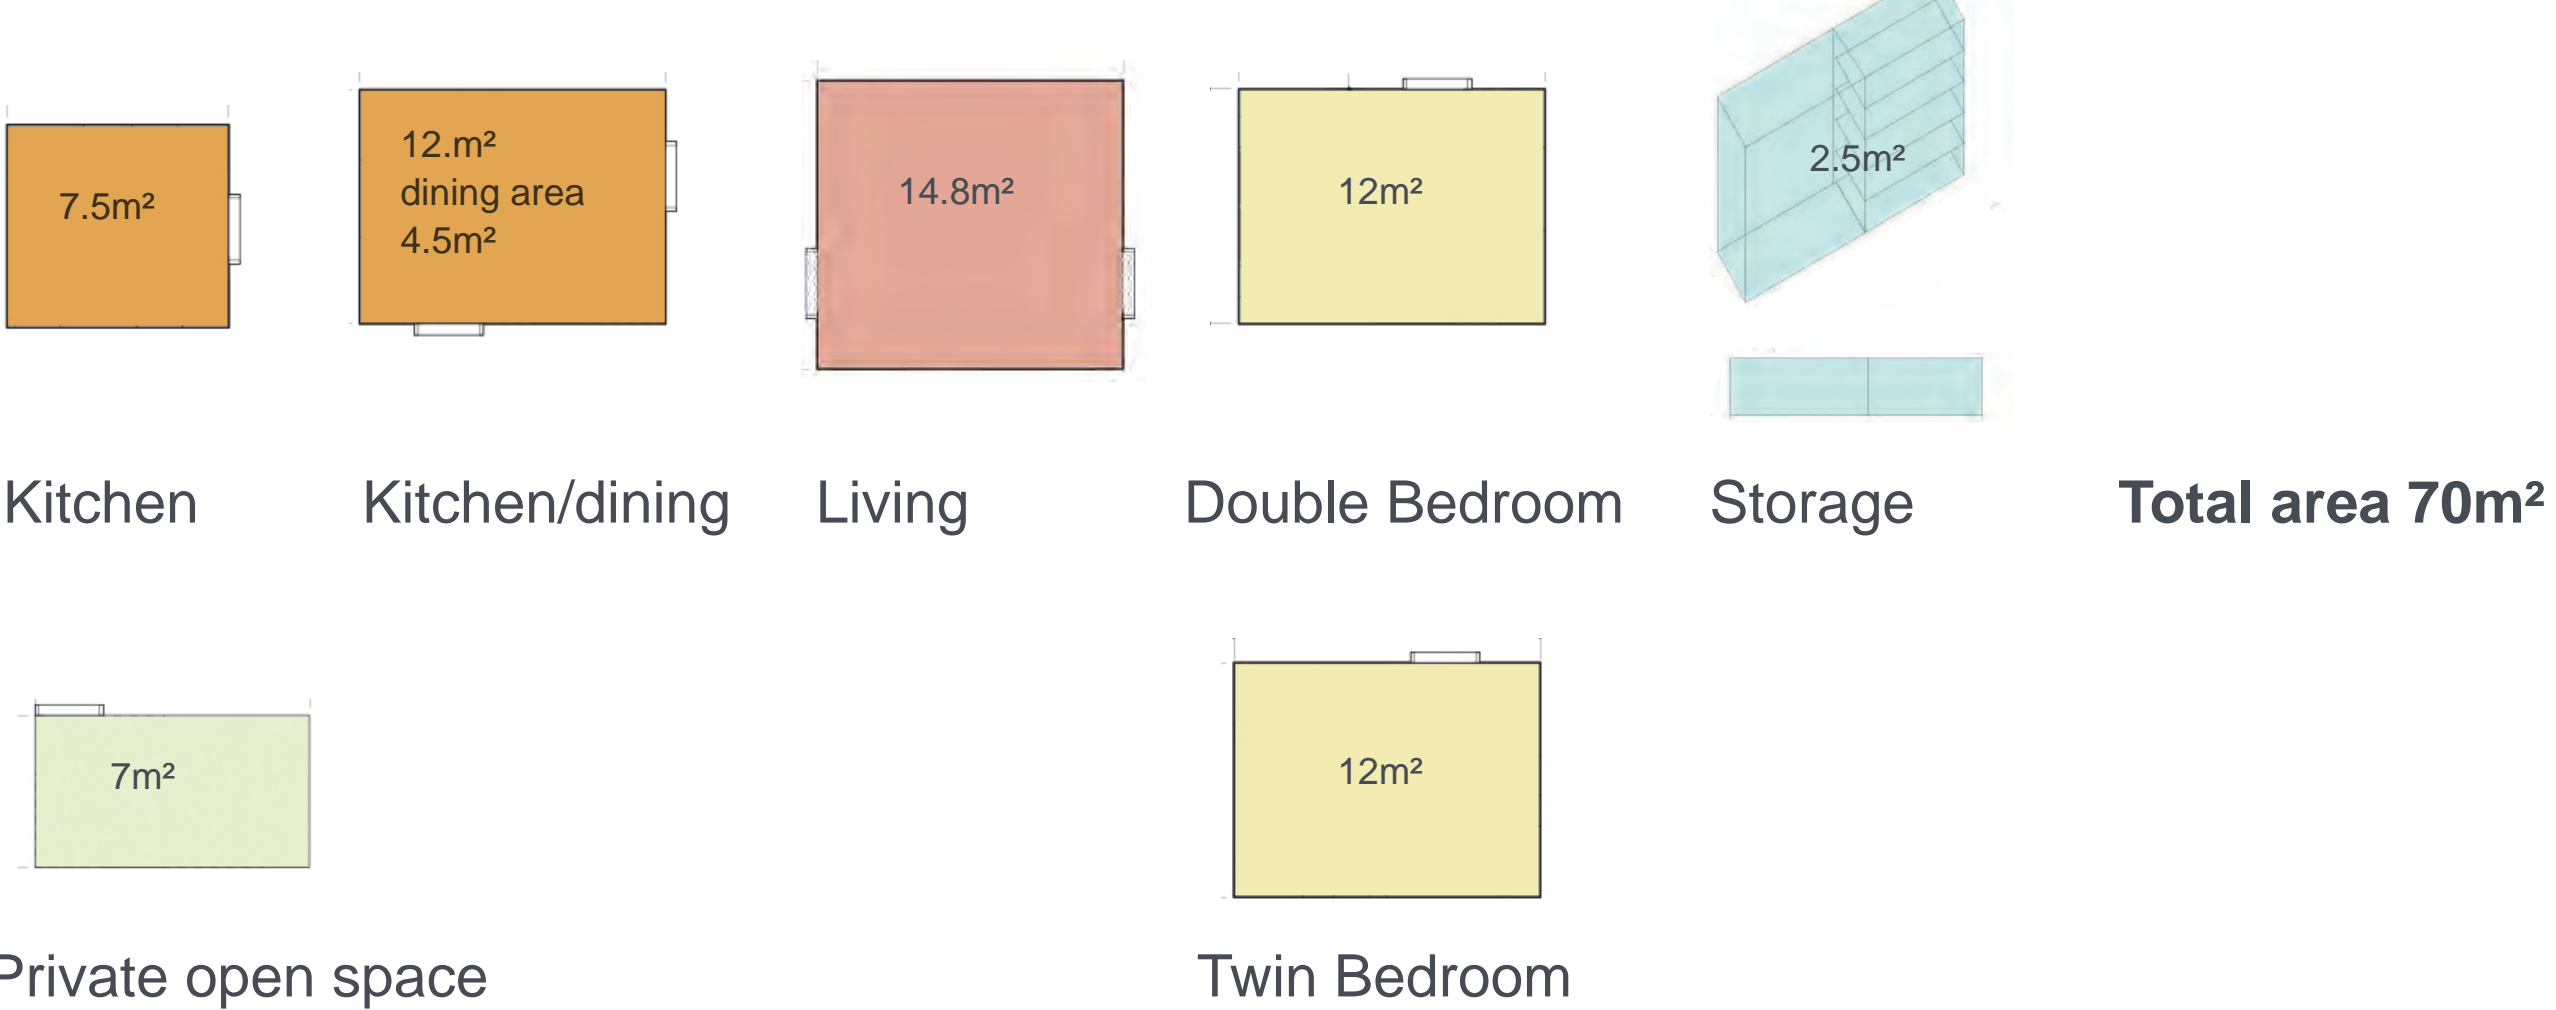 7.5m²
12.m²
dining area
4.5m²
14.8m²
12m²
2.5m²
Kitchen
Kitchen/dining
Living
Double Bedroom
Storage
Total area 70m²
7m²
12m²
Private open space
Twin Bedroom